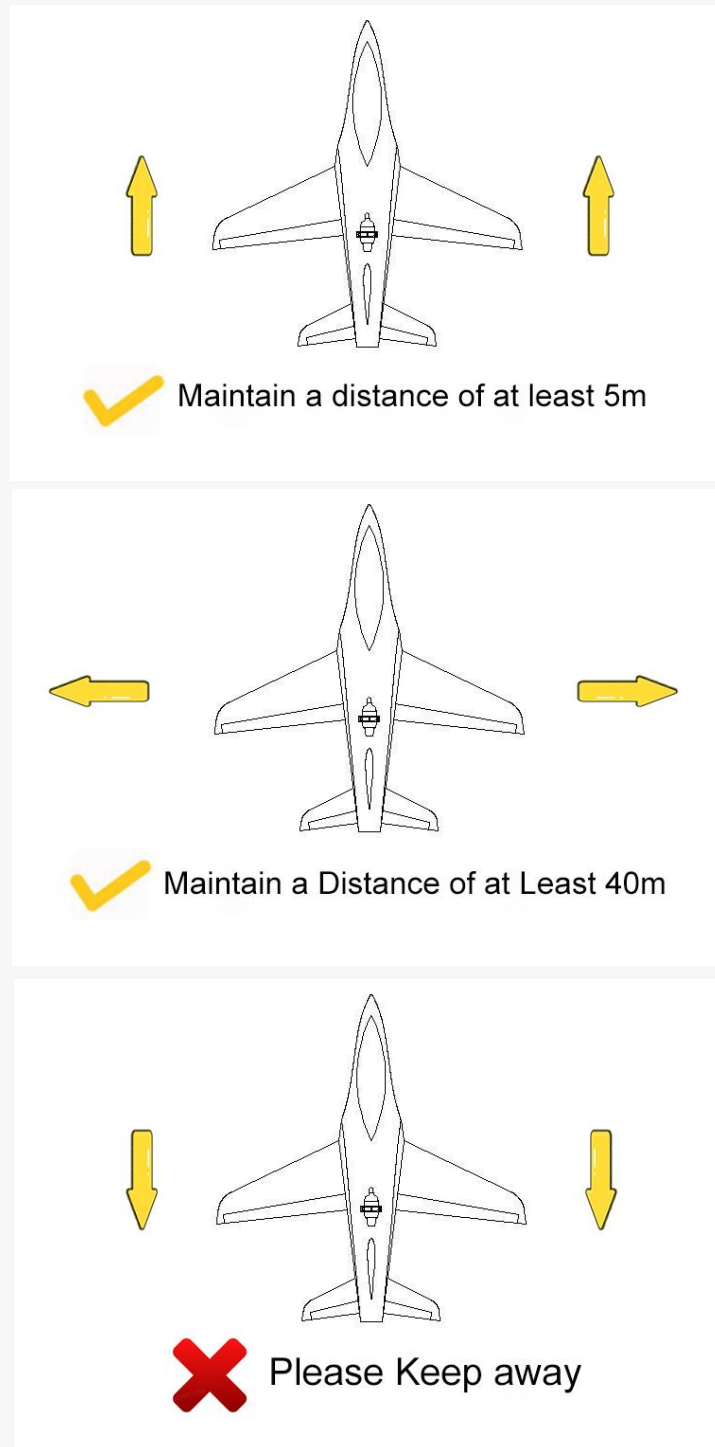 Maintain a distance of at least 5m
Maintain a Distance of at Least 40m
Please Keep away